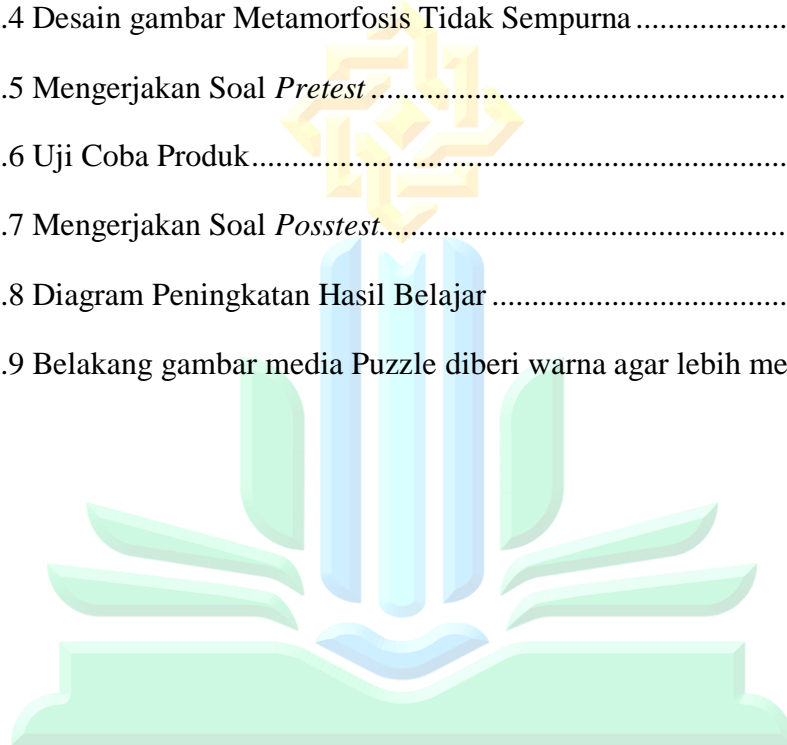 .4 Desain gambar Metamorfosis Tidak Sempurna ...................
.5 Mengerjakan Soal Pretest ....................................................
.6 Uji Coba Produk...................................................................
.7 Mengerjakan Soal Posstest...................................................
.8 Diagram Peningkatan Hasil Belajar .....................................
.9 Belakang gambar media Puzzle diberi warna agar lebih me